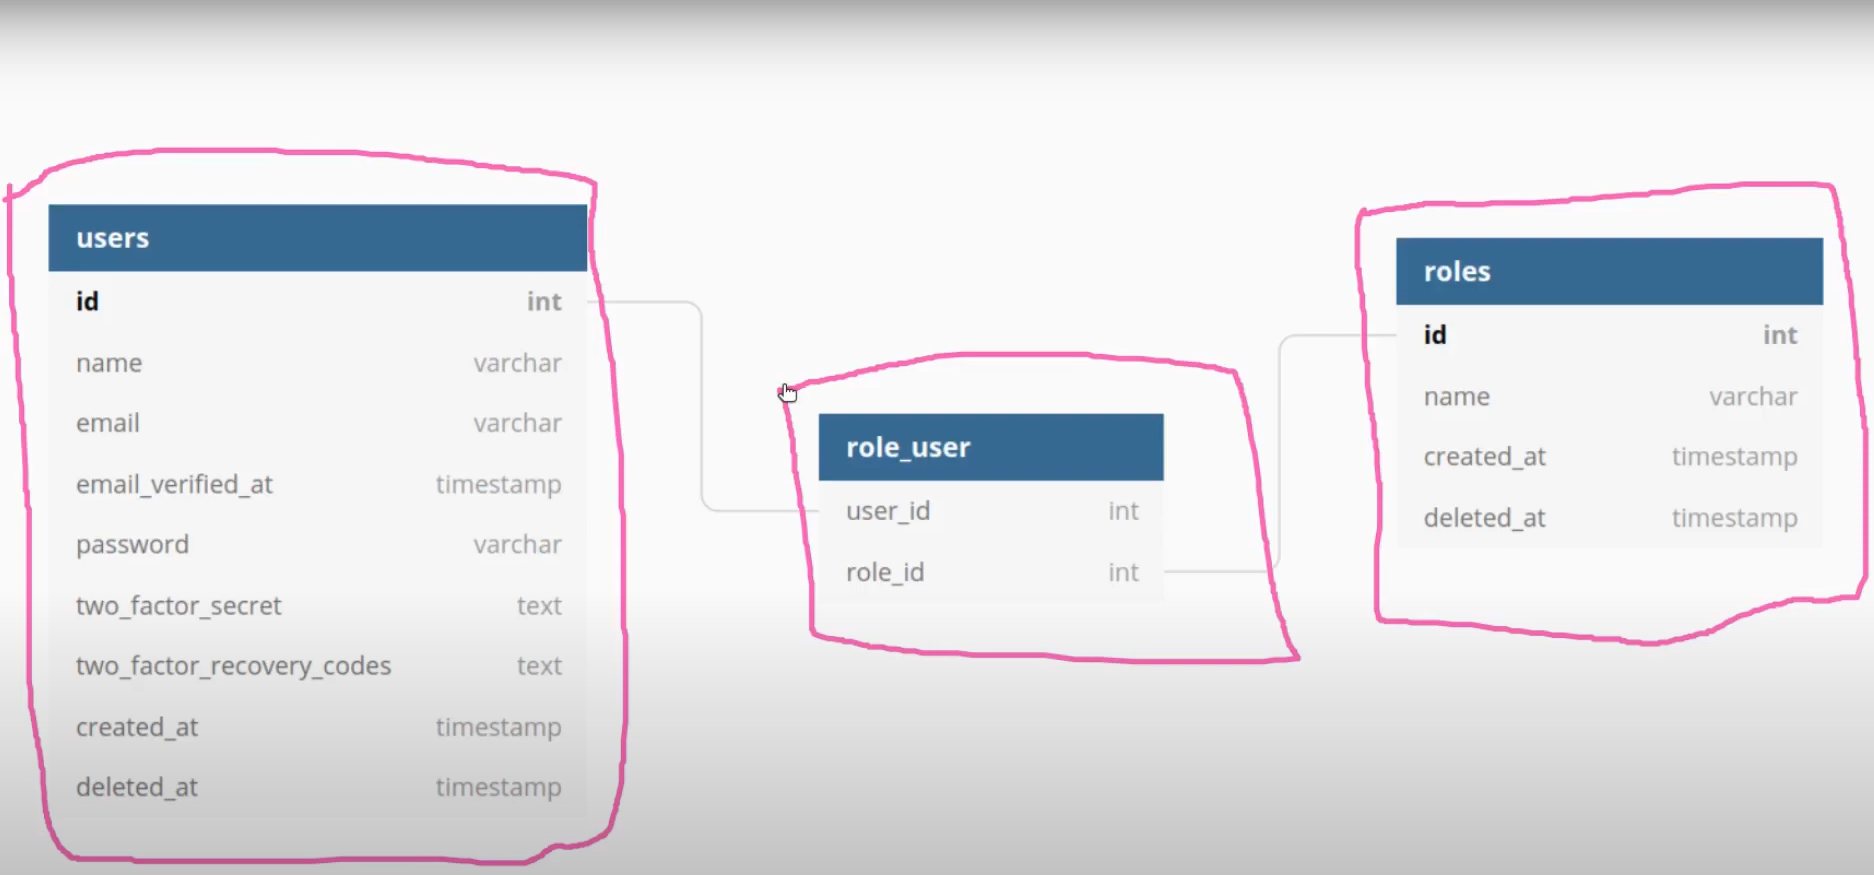 users
id int
name varchar
email varchar
email_verified_at timestamp
password varchar
two_factor_secret text
two_factor_recovery_codes text
created_at timestamp
deleted_at timestamp
role_user
user_id int
role_id int
roles
id int
name varchar
created_at timestamp
deleted_at timestamp